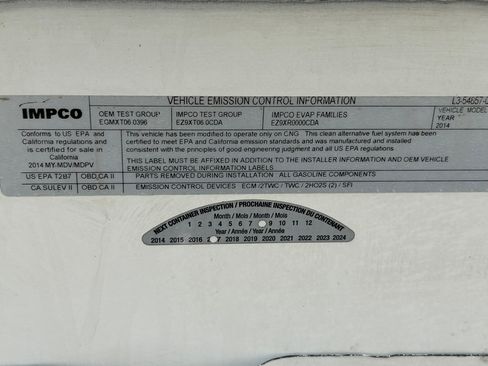 VEHICLE EMISSION CONTROL INFORMATION
L3-54657-0
IMPCO
OEM TEST GROUP
EGMXT06.0396
IMPCO TEST GROUP
EZ9XT06.0CDA
IMPCO EVAP FAMILIES
EZ9XR0000CDA
VEHICLE MODEL
YEAR
2014
Conforms to US EPA and
California regulations and
is certified for sale in
California
2014 MY-MDV/MDPV
This vehicle has been modified to operate only on CNG. This clean alternative fuel system has been
certified to meet EPA and California emission standards and was manufactured and installed
consistent with the principles of good engineering judgment and all US EPA regulations.
THIS LABEL MUST BE AFFIXED IN ADDITION TO THE INSTALLER INFORMATION AND OEM VEHICLE
EMISSION CONTROL INFORMATION LABELS.
US EPA T2B7
OBD,CA II
PARTS REMOVED DURING INSTALLATION: ALL GASOLINE COMPONENTS
CA SULEV II
OBD CA II
EMISSION CONTROL DEVICES: ECM /2TWC / TWC / 2HO2S (2) / SFI
NEXT CONTAINER INSPECTION / PROCHAINE INSPECTION DU CONTENANT
Month / Mois / Month / Mois
1 2 3 4 5 6 7 9 10 11 12
Year / Année / Year / Année
2014 2015 2016 2018 2019 2020 2021 2022 2023 2024